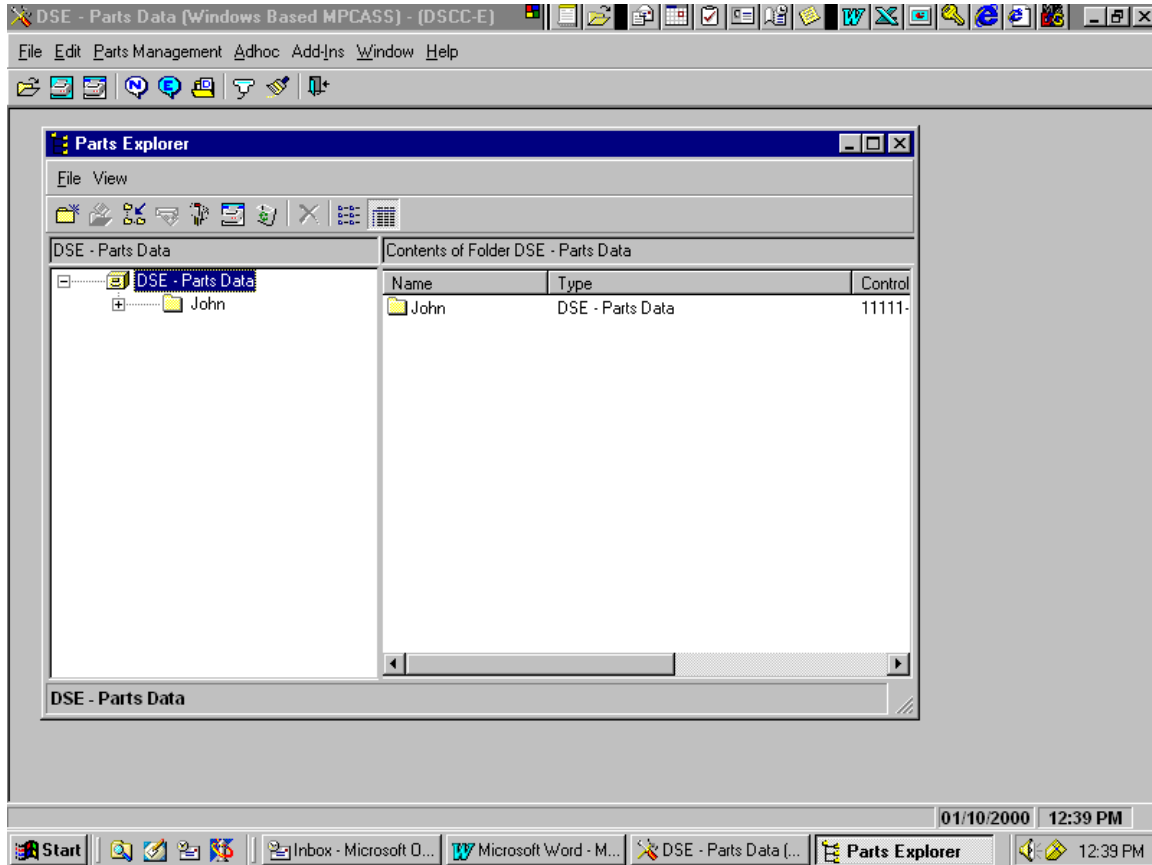 DSE - Parts Data (Windows Based MPCASS) - (DSCC-E)
File Edit Parts Management Adhoc Add-Ins Window Help
Parts Explorer
File View
DSE - Parts Data
Contents of Folder DSE - Parts Data
DSE - Parts Data
John
Name Type Control
John DSE - Parts Data 11111-
DSE - Parts Data
01/10/2000 12:39 PM
Start Inbox - Microsoft O... Microsoft Word - M... DSE - Parts Data (... Parts Explorer 12:39 PM